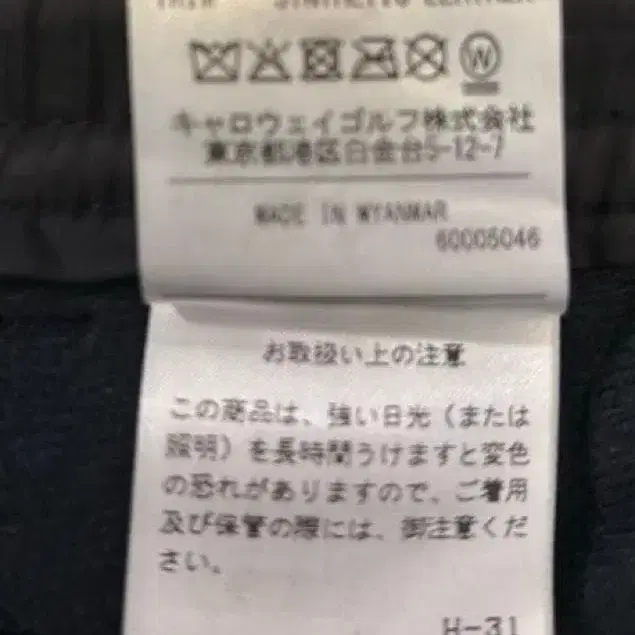 TRIM SYNTHETIC LEATHER
W
キャロウェイゴルフ株式会社
東京都港区白金台5-12-7
MADE IN MYANMAR
60005046
お取扱い上の注意
この商品は、強い日光（または
照明）を長時間うけますと変色
の恐れがありますので、ご着用
及び保管の際には、御注意くだ
さい。
H-31